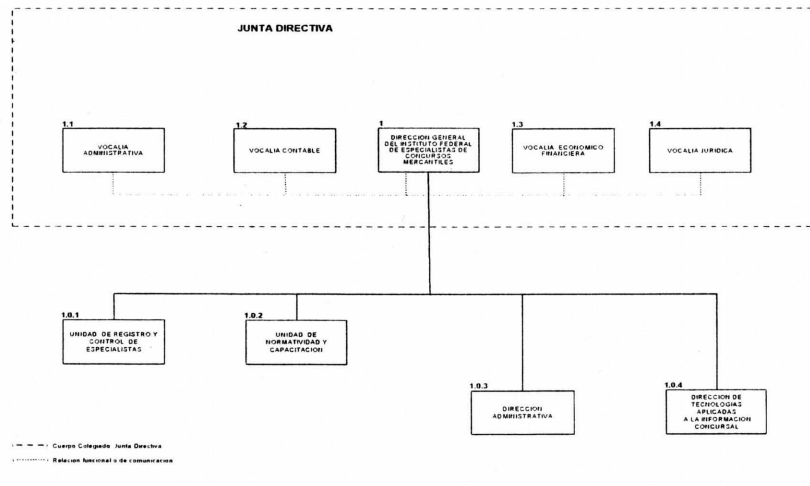 JUNTA DIRECTIVA
1.1
VOCALIA
ADMINISTRATIVA
1.2
VOCALIA CONTABLE
1
DIRECCION GENERAL
DEL INSTITUTO FEDERAL
DE ESPECIALISTAS DE
CONCURSOS
MERCANTILES
1.3
VOCALIA ECONOMICO
FINANCIERA
1.4
VOCALIA JURIDICA
1.0.1
UNIDAD DE REGISTRO Y
CONTROL DE
ESPECIALISTAS
1.0.2
UNIDAD DE
NORMATIVIDAD Y
CAPACITACION
1.0.3
DIRECCION
ADMINISTRATIVA
1.0.4
DIRECCION DE
TECNOLOGIAS
APLICADAS
A LA INFORMACION
CONCURSAL
Cuerpo Colegiado Junta Directiva
Relacion funcional o de comunicacion